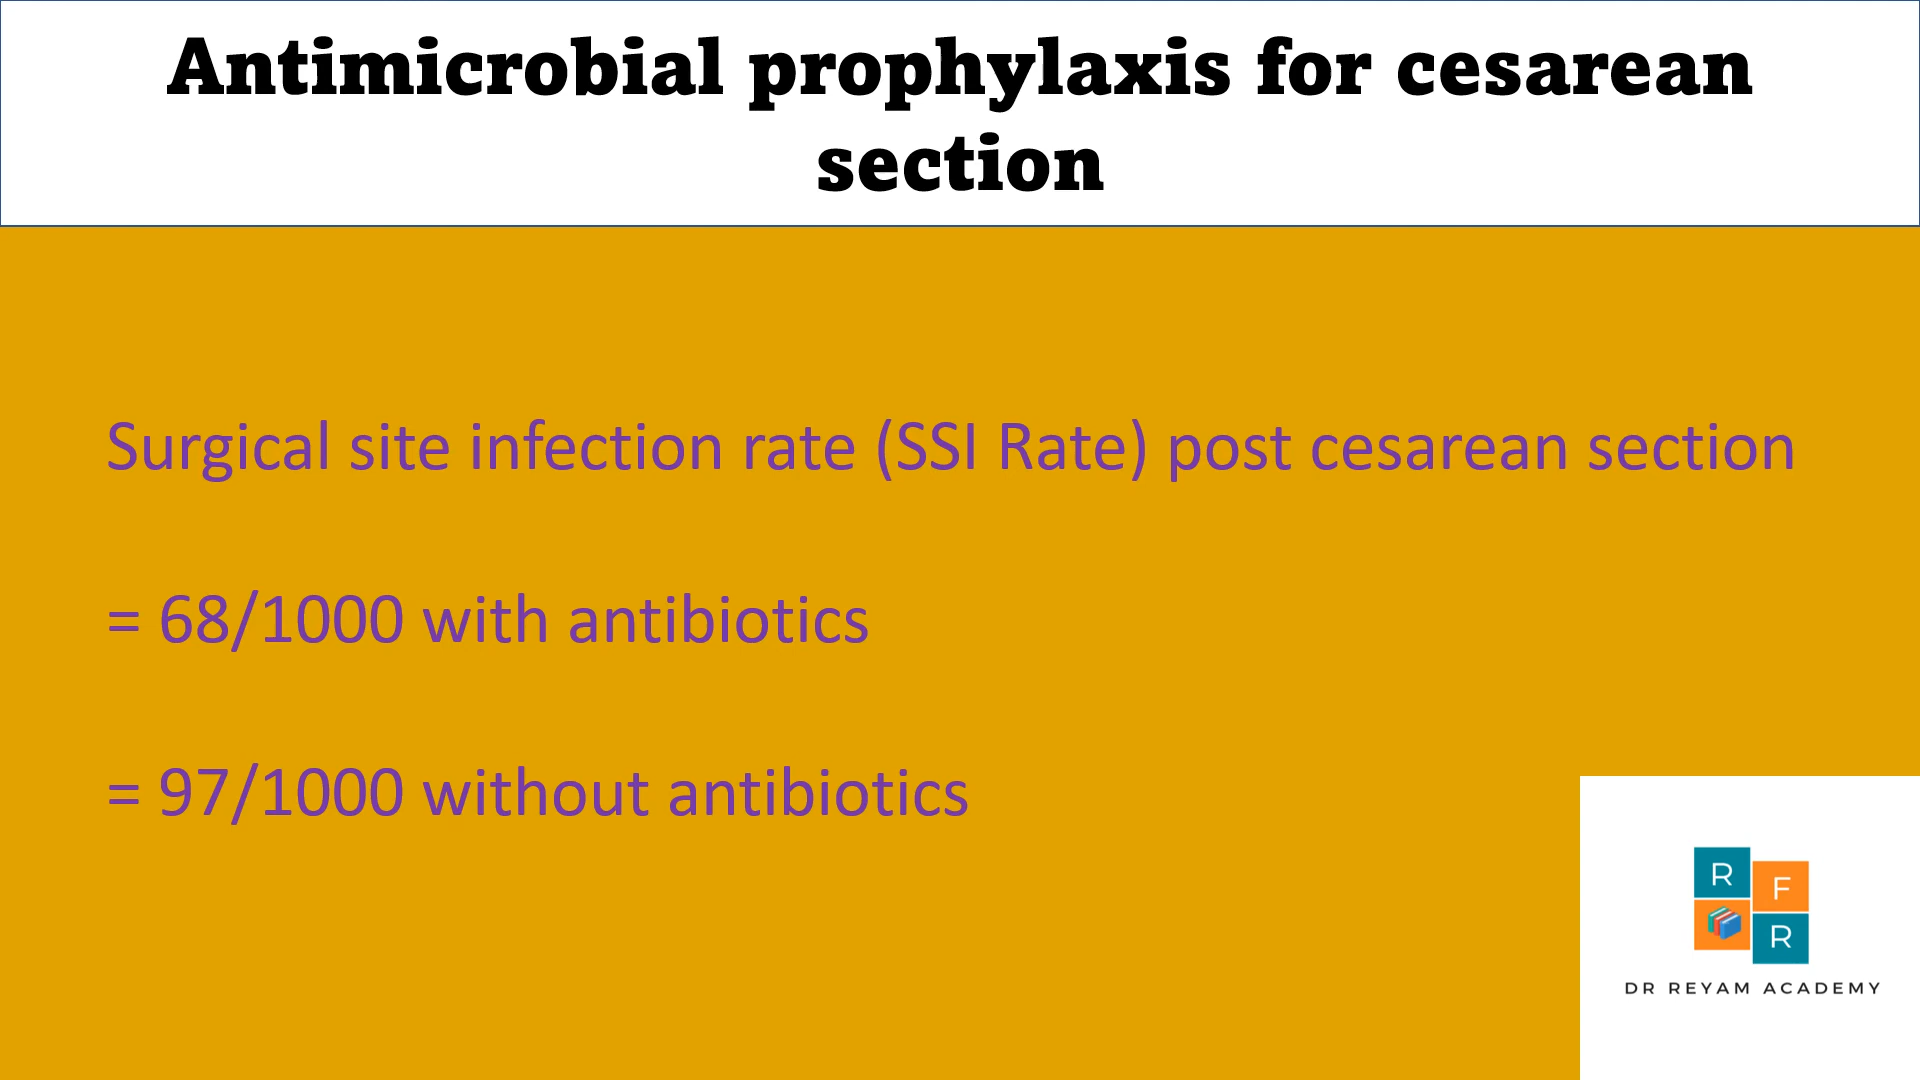 Antimicrobial prophylaxis for cesarean
section
Surgical site infection rate (SSI Rate) post cesarean section
= 68/1000 with antibiotics
= 97/1000 without antibiotics
R
F
R
DR REYAM ACADEMY